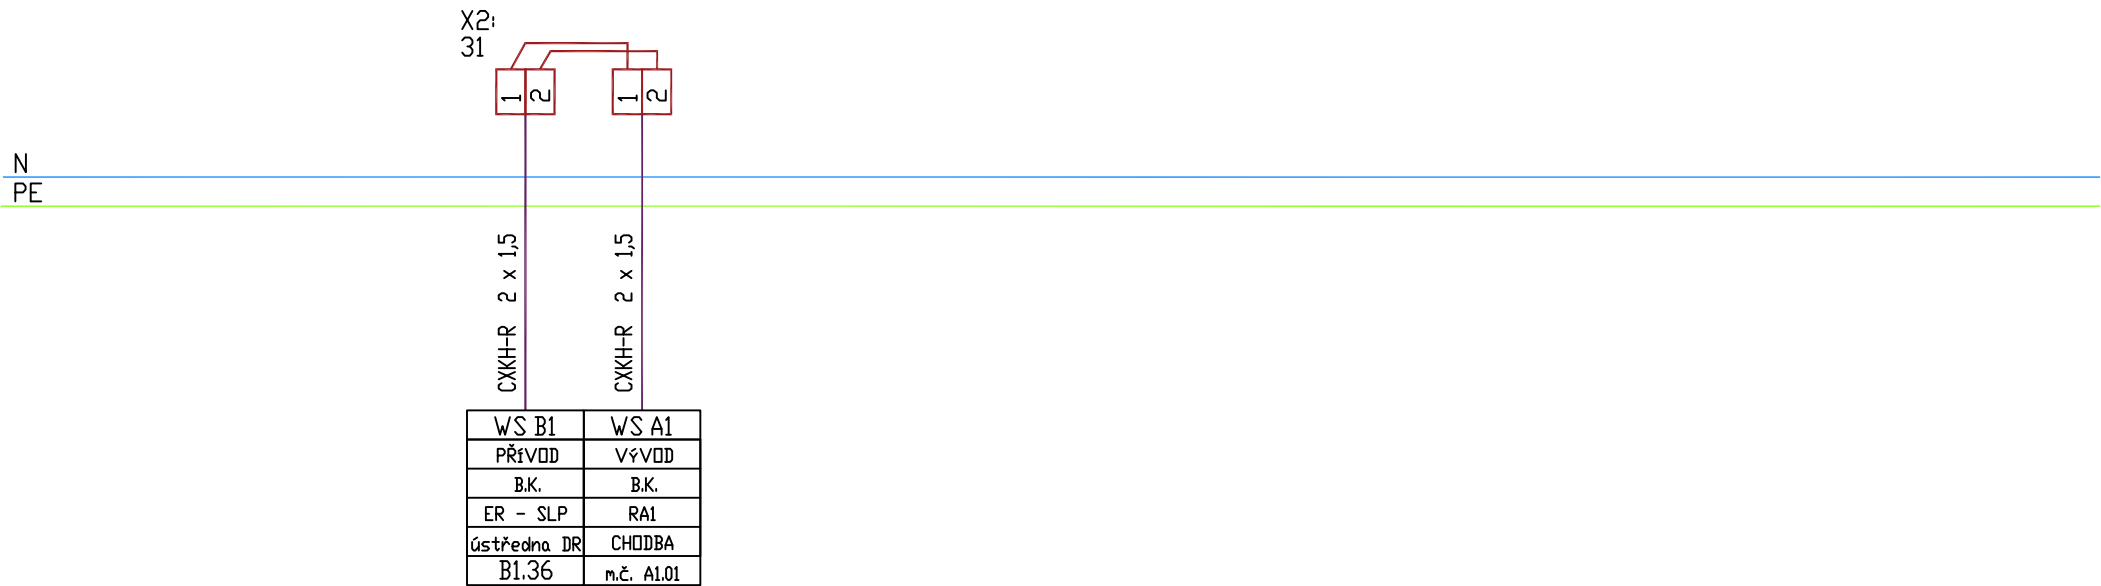 X2:
31
1 2 1 2
N
PE
CXKH-R 2 x 1,5
CXKH-R 2 x 1,5
WS B1 WS A1
PŘÍVOD VÝVOD
B.K. B.K.
ER - SLP RA1
ústředna DR CHODBA
B1.36 m.č. A1.01